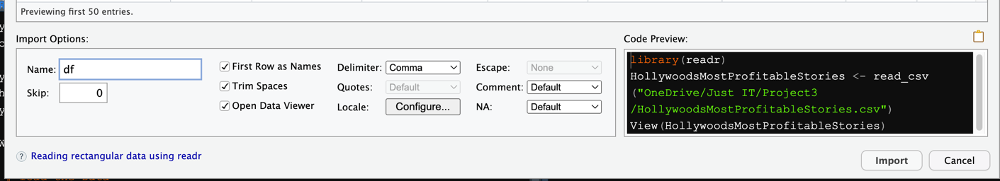 Previewing first 50 entries.
Import Options:
Name: df
Skip: 0
First Row as Names
Trim Spaces
Open Data Viewer
Delimiter: Comma
Quotes: Default
Locale: Configure...
Escape: None
Comment: Default
NA: Default
Code Preview:
library(readr)
HollywoodsMostProfitableStories <- read_csv
("OneDrive/Just IT/Project3
/HollywoodsMostProfitableStories.csv")
View(HollywoodsMostProfitableStories)
? Reading rectangular data using readr
Import Cancel